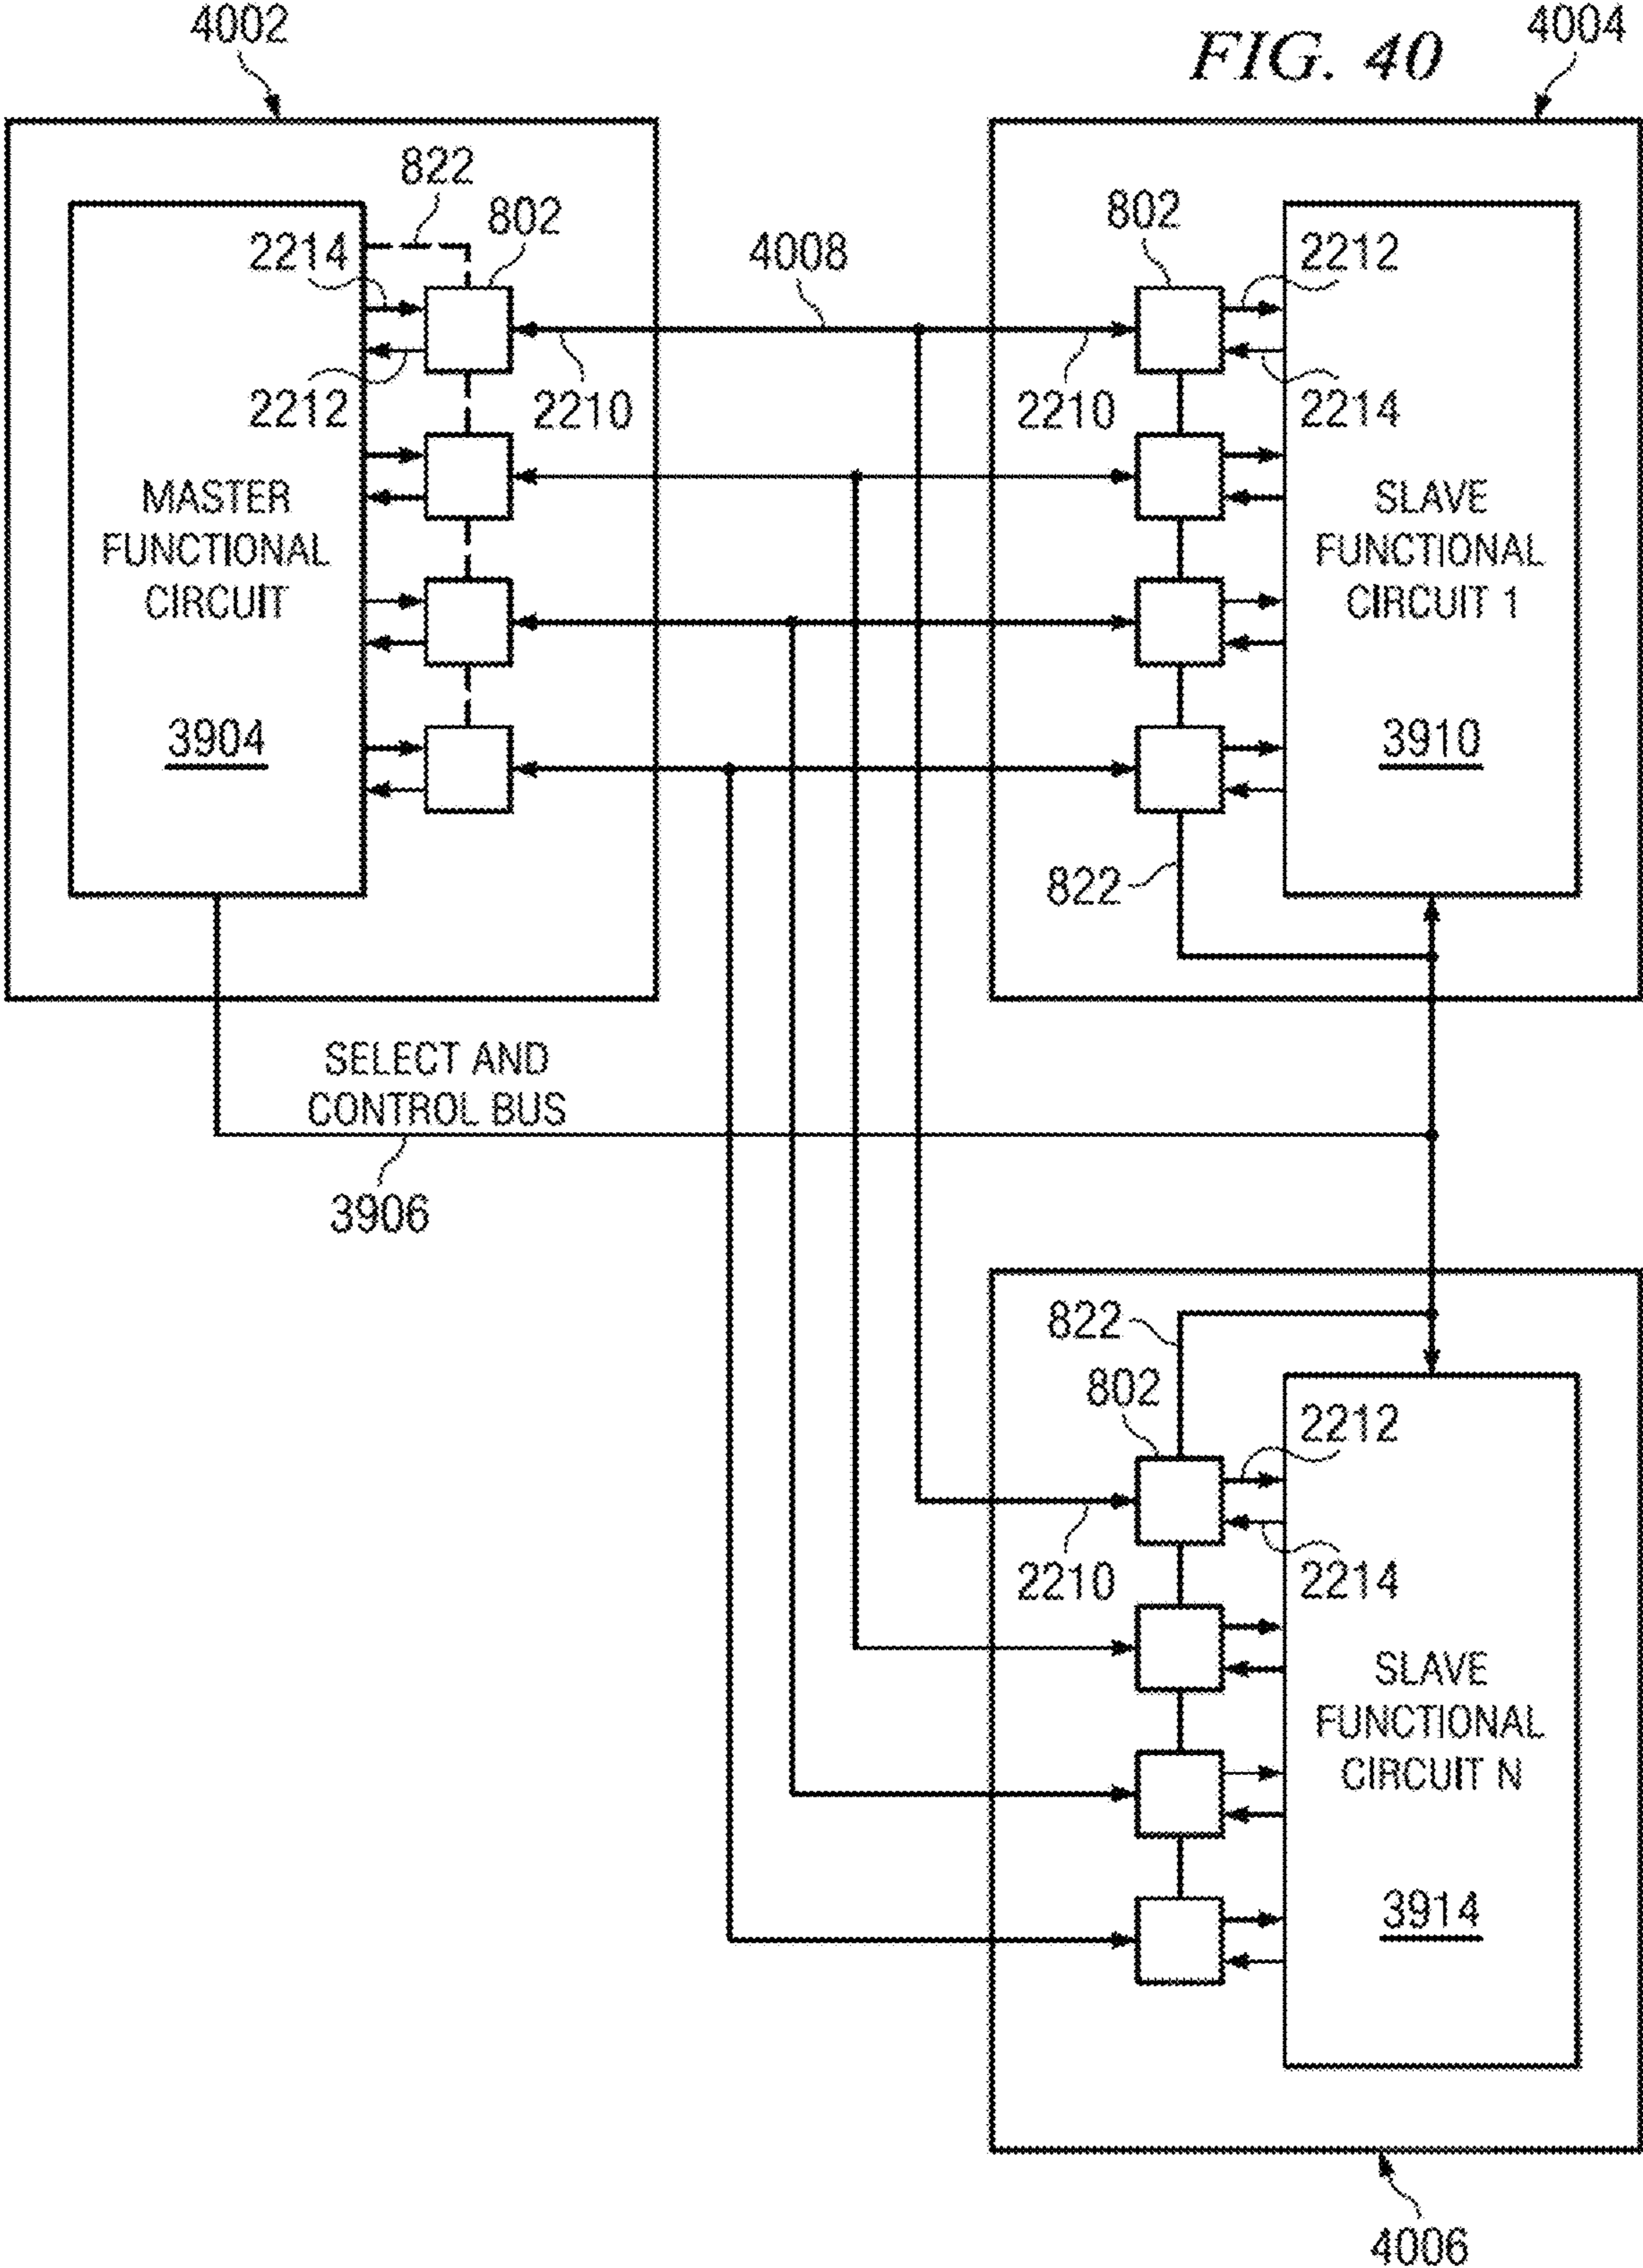 4002
FIG. 40
4004
822
802
2214
2212
2210
4008
802
2212
2210
2214
MASTER
FUNCTIONAL
CIRCUIT
3904
SLAVE
FUNCTIONAL
CIRCUIT 1
3910
822
SELECT AND
CONTROL BUS
3906
822
802
2212
2210
2214
SLAVE
FUNCTIONAL
CIRCUIT N
3914
4006